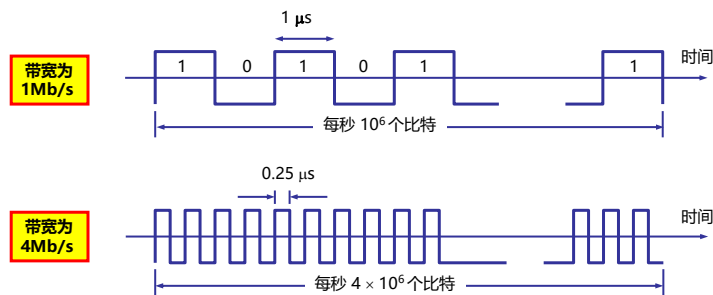 1 μs
带宽为
1Mb/s
1 0 1 0 1 1
时间
每秒 10⁶ 个比特
0.25 μs
带宽为
4Mb/s
时间
每秒 4 × 10⁶ 个比特